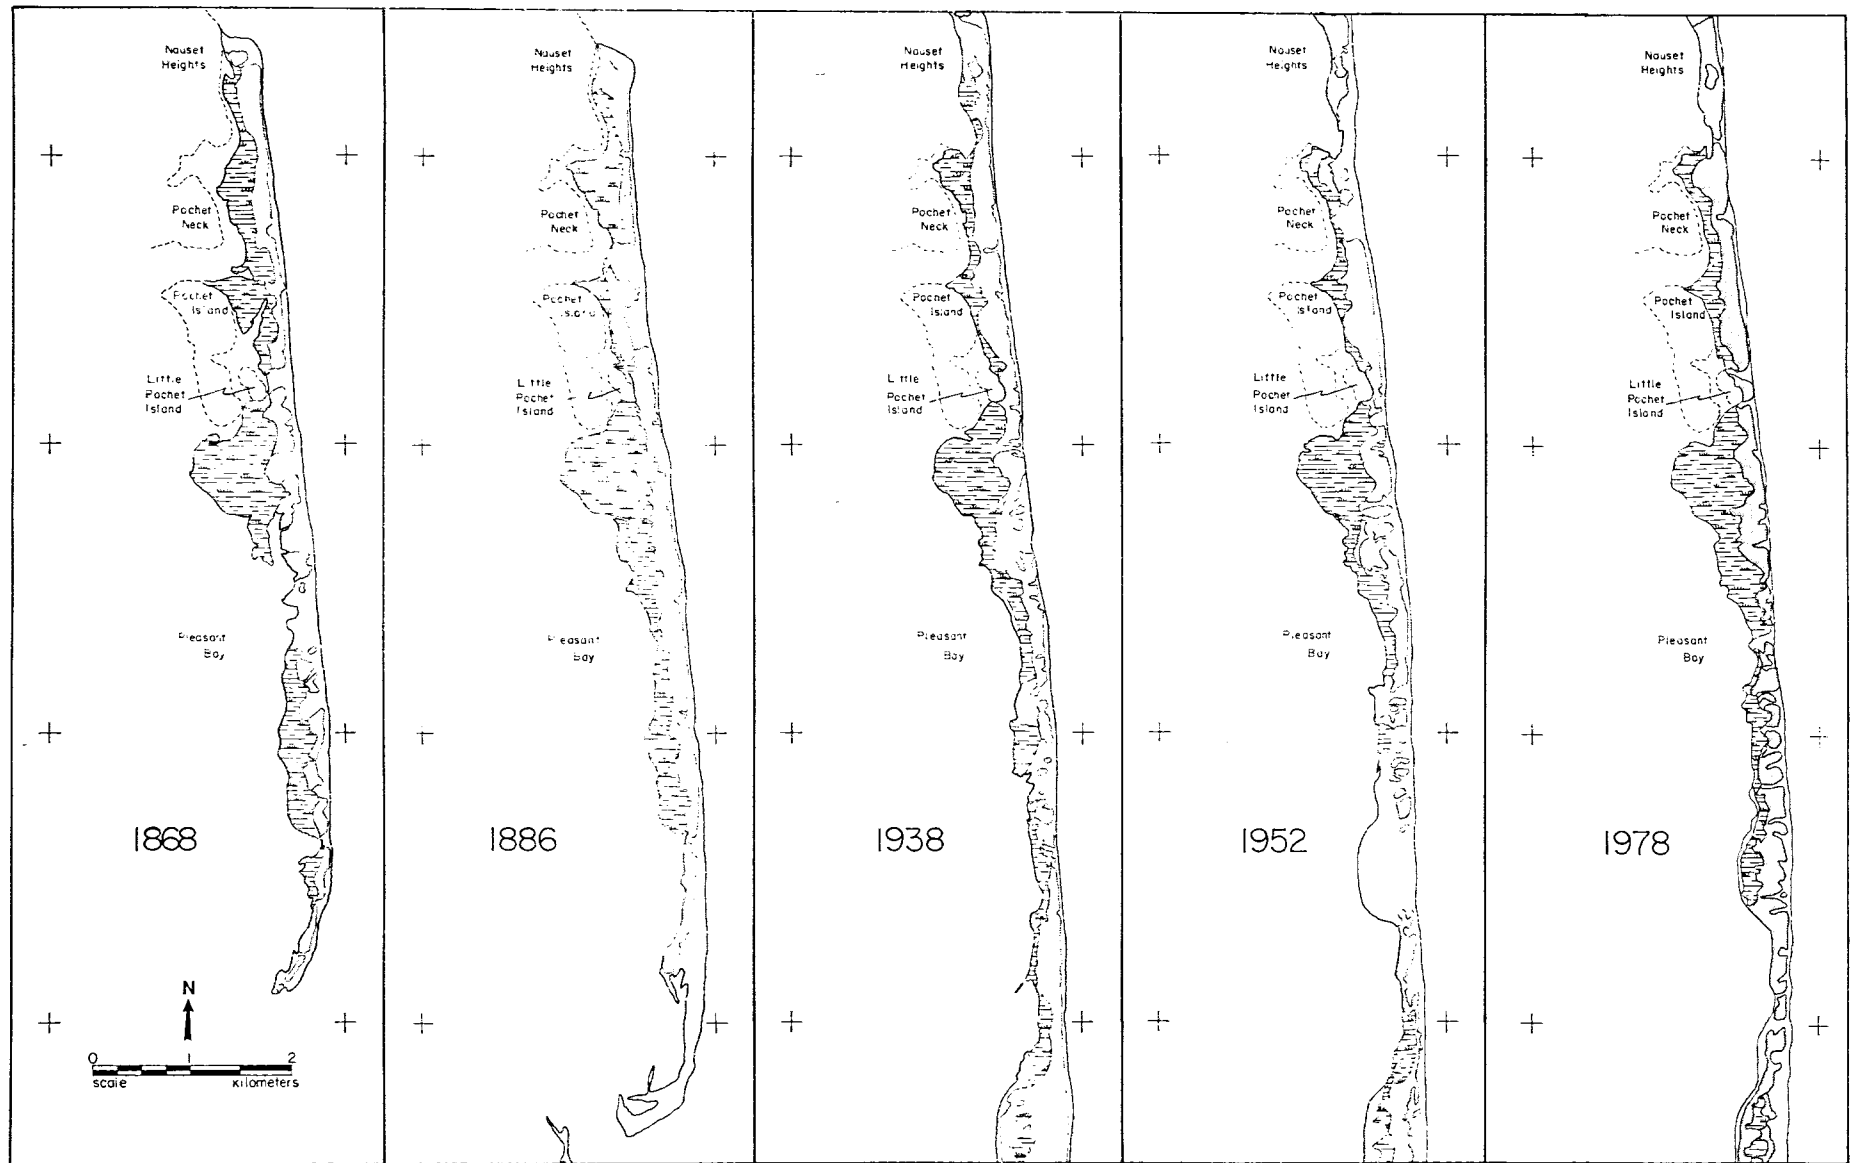 Nauset
Heights
Pochet
Neck
Pochet
Island
Little
Pochet
Island
Pleasant
Bay
1868
N
0 1 2
scale kilometers
Nauset
Heights
Pochet
Neck
Pochet
Island
Little
Pochet
Island
Pleasant
Bay
1886
Nauset
Heights
Pochet
Neck
Pochet
Island
Little
Pochet
Island
Pleasant
Bay
1938
Nauset
Heights
Pochet
Neck
Pochet
Island
Little
Pochet
Island
Pleasant
Bay
1952
Nauset
Heights
Pochet
Neck
Pochet
Island
Little
Pochet
Island
Pleasant
Bay
1978